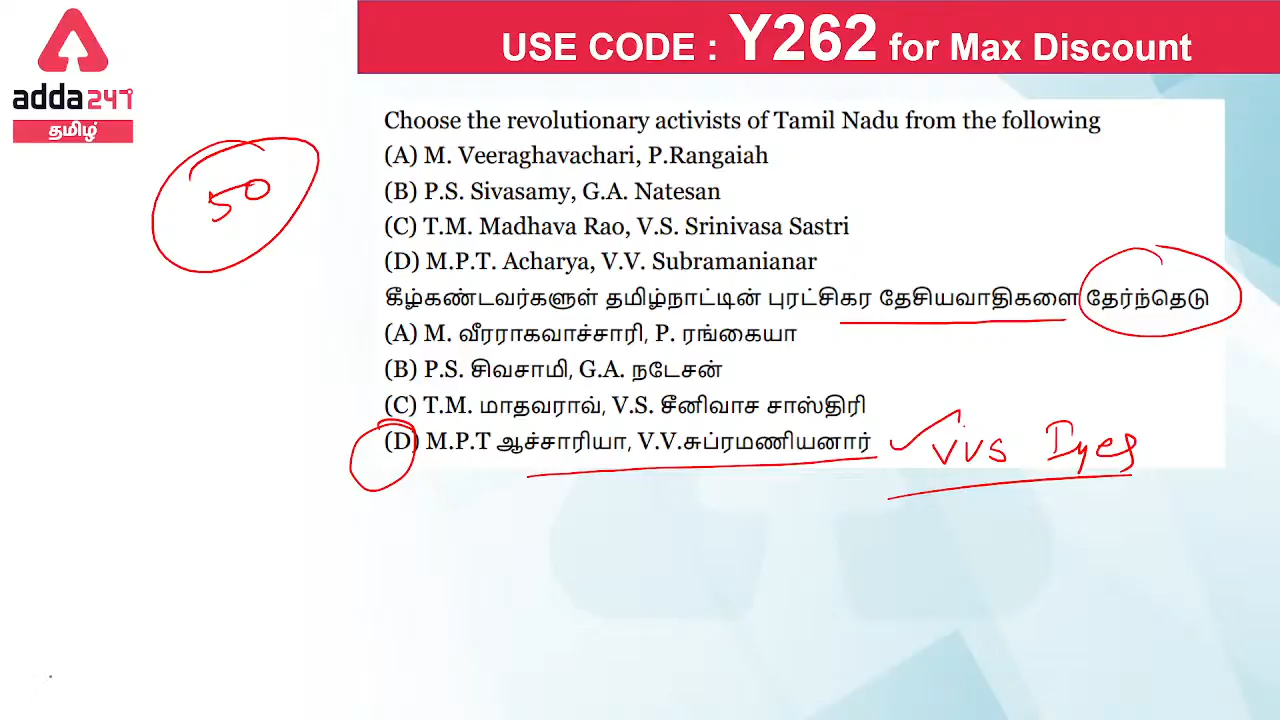 USE CODE : Y262 for Max Discount
adda247
தமிழ்
50
Choose the revolutionary activists of Tamil Nadu from the following
(A) M. Veeraghavachari, P.Rangaiah
(B) P.S. Sivasamy, G.A. Natesan
(C) T.M. Madhava Rao, V.S. Srinivasa Sastri
(D) M.P.T. Acharya, V.V. Subramanianar
கீழ்கண்டவர்களுள் தமிழ்நாட்டின் புரட்சிகர தேசியவாதிகளை தேர்ந்தெடு
(A) M. வீரராகவாச்சாரி, P. ரங்கையா
(B) P.S. சிவசாமி, G.A. நடேசன்
(C) T.M. மாதவராவ், V.S. சீனிவாச சாஸ்திரி
(D) M.P.T ஆச்சாரியா, V.V.சுப்ரமணியனார் VVS Iyer